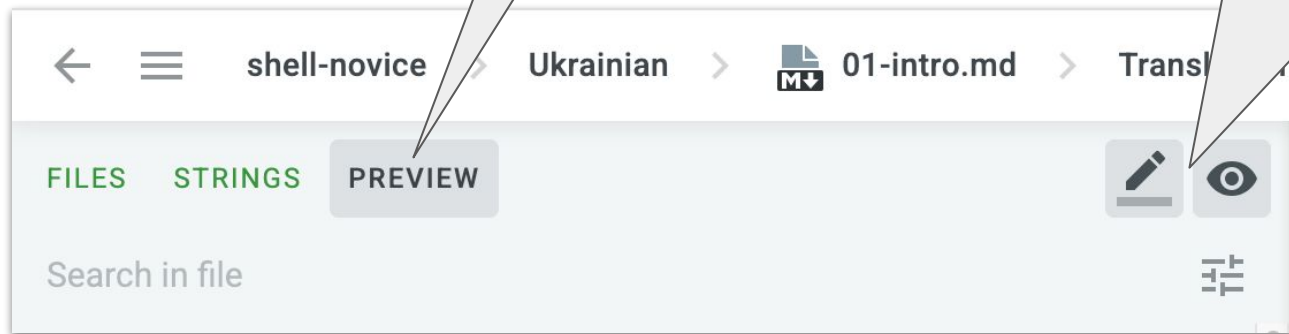 shell-novice > Ukrainian > M↓ 01-intro.md >
FILES STRINGS PREVIEW
Search in file